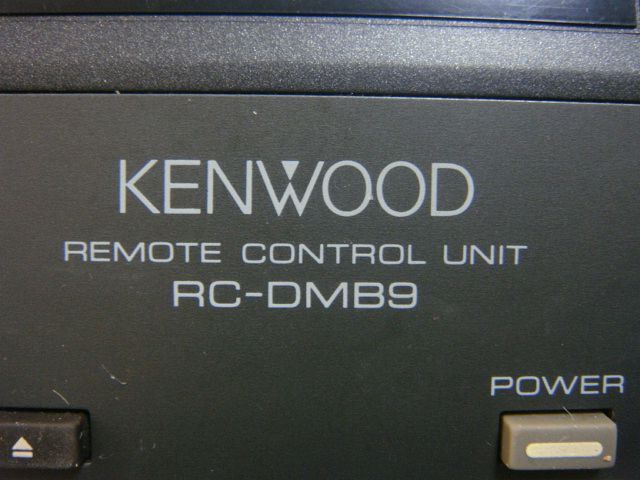 KENWOOD
REMOTE CONTROL UNIT
RC-DMB9
POWER